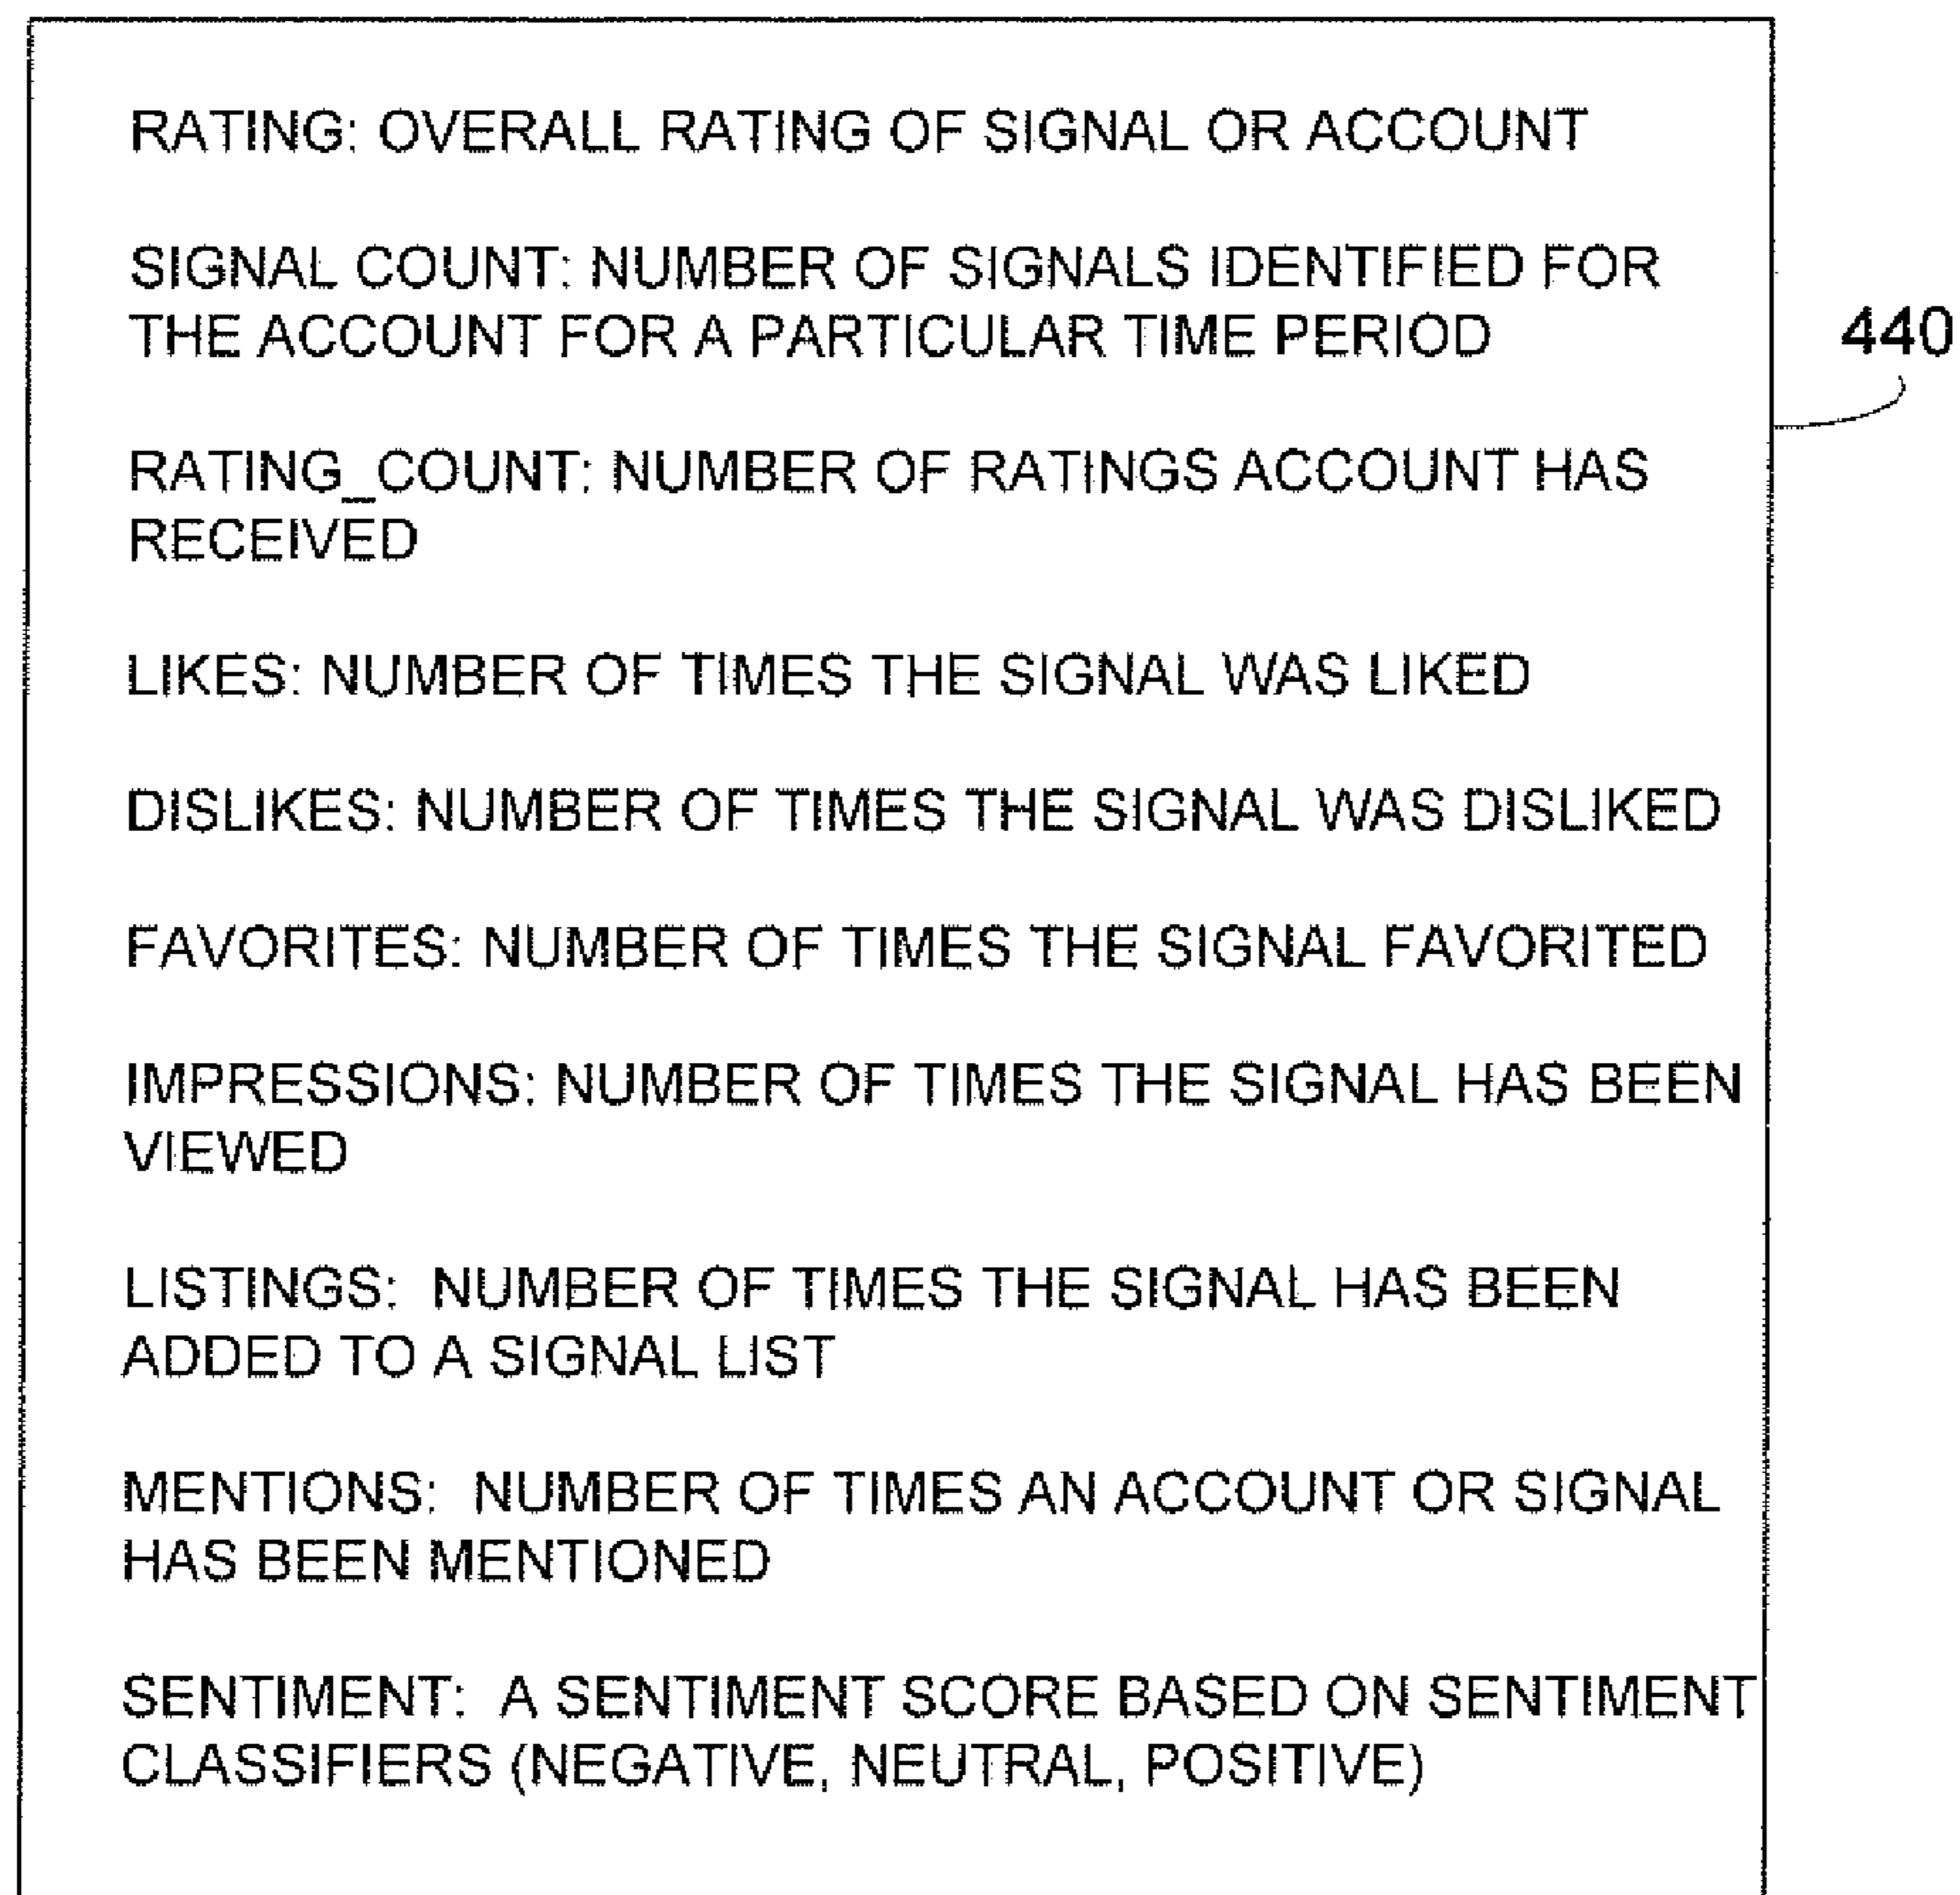 RATING: OVERALL RATING OF SIGNAL OR ACCOUNT
SIGNAL COUNT: NUMBER OF SIGNALS IDENTIFIED FOR
THE ACCOUNT FOR A PARTICULAR TIME PERIOD
440
RATING_COUNT: NUMBER OF RATINGS ACCOUNT HAS
RECEIVED
LIKES: NUMBER OF TIMES THE SIGNAL WAS LIKED
DISLIKES: NUMBER OF TIMES THE SIGNAL WAS DISLIKED
FAVORITES: NUMBER OF TIMES THE SIGNAL FAVORITED
IMPRESSIONS: NUMBER OF TIMES THE SIGNAL HAS BEEN
VIEWED
LISTINGS: NUMBER OF TIMES THE SIGNAL HAS BEEN
ADDED TO A SIGNAL LIST
MENTIONS: NUMBER OF TIMES AN ACCOUNT OR SIGNAL
HAS BEEN MENTIONED
SENTIMENT: A SENTIMENT SCORE BASED ON SENTIMENT
CLASSIFIERS (NEGATIVE, NEUTRAL, POSITIVE)